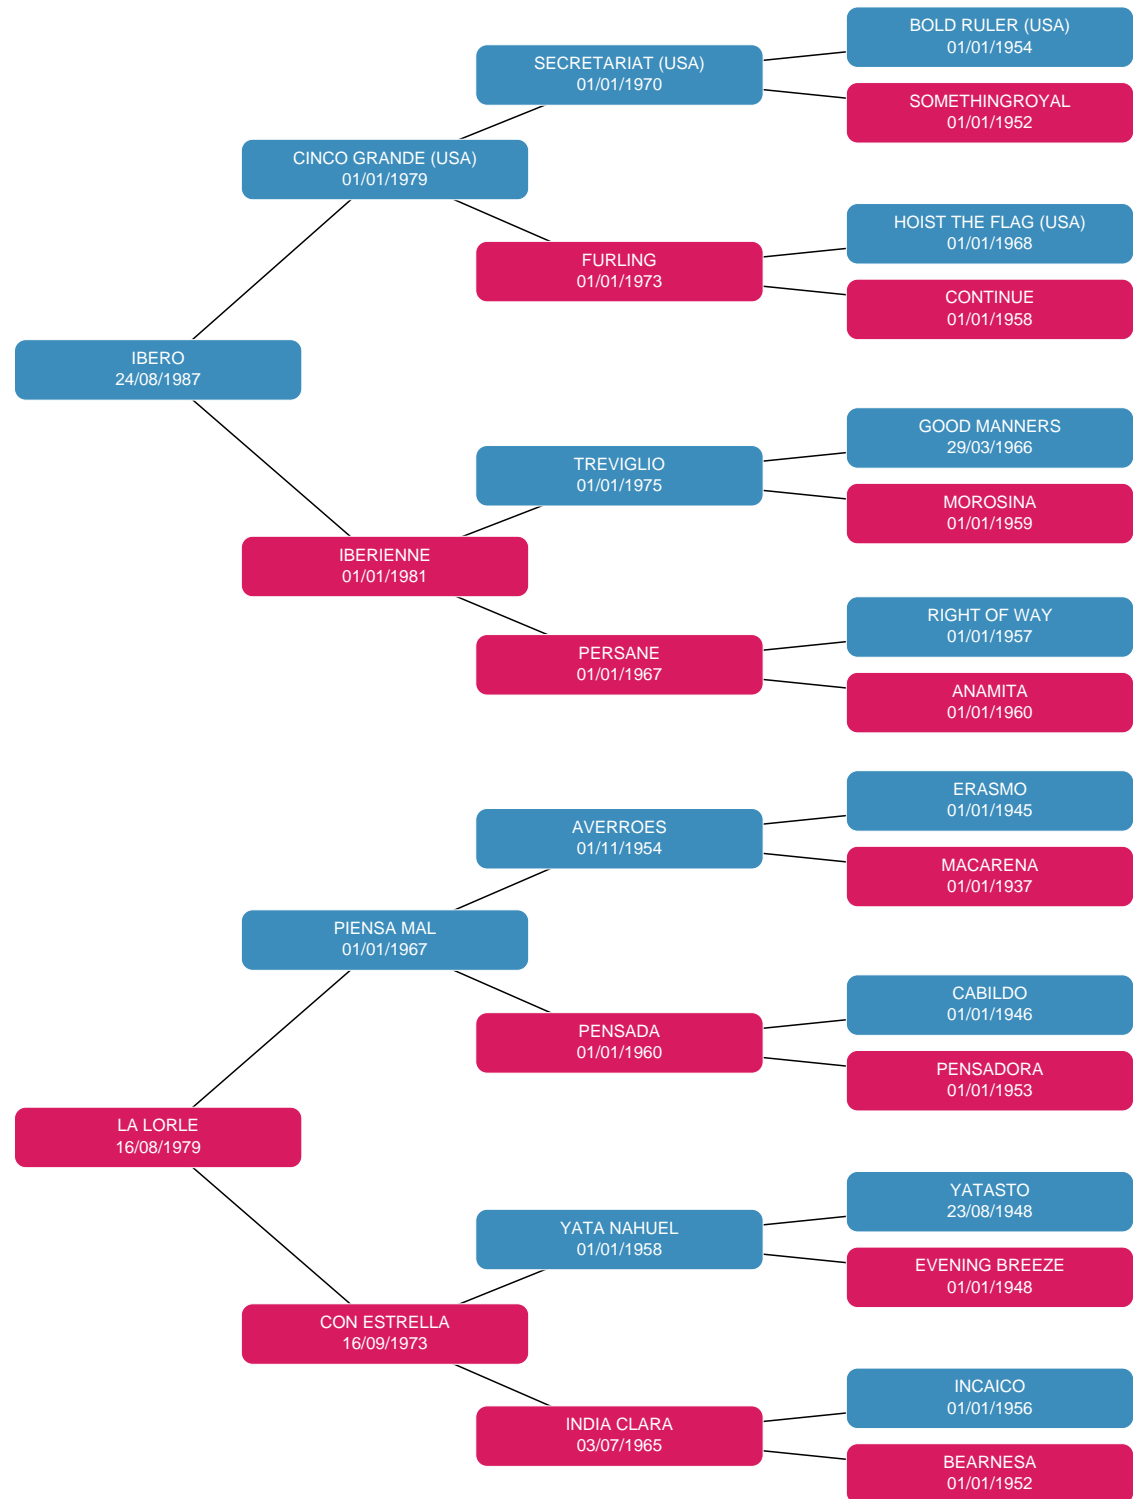 BOLD RULER (USA)
01/01/1954
SECRETARIAT (USA)
01/01/1970
SOMETHINGROYAL
01/01/1952
CINCO GRANDE (USA)
01/01/1979
HOIST THE FLAG (USA)
01/01/1968
FURLING
01/01/1973
CONTINUE
01/01/1958
IBERO
24/08/1987
GOOD MANNERS
29/03/1966
TREVIGLIO
01/01/1975
MOROSINA
01/01/1959
IBERIENNE
01/01/1981
RIGHT OF WAY
01/01/1957
PERSANE
01/01/1967
ANAMITA
01/01/1960
ERASMO
01/01/1945
AVERROES
01/11/1954
MACARENA
01/01/1937
PIENSA MAL
01/01/1967
CABILDO
01/01/1946
PENSADA
01/01/1960
PENSADORA
01/01/1953
LA LORLE
16/08/1979
YATASTO
23/08/1948
YATA NAHUEL
01/01/1958
EVENING BREEZE
01/01/1948
CON ESTRELLA
16/09/1973
INCAICO
01/01/1956
INDIA CLARA
03/07/1965
BEARNESA
01/01/1952